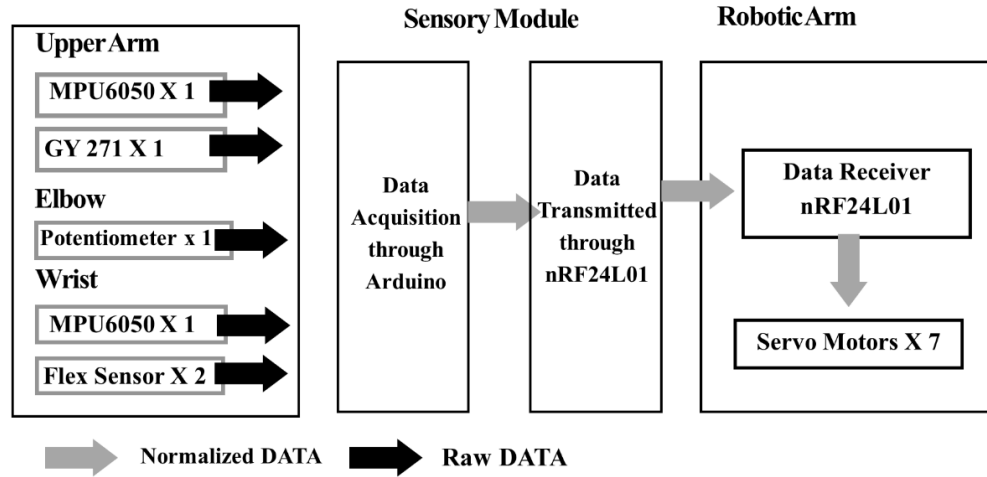 Sensory Module
Robotic Arm
Upper Arm
MPU6050 X 1
GY 271 X 1
Elbow
Potentiometer x 1
Wrist
MPU6050 X 1
Flex Sensor X 2
Data
Acquisition
through
Arduino
Data
Transmitted
through
nRF24L01
Data Receiver
nRF24L01
Servo Motors X 7
Normalized DATA
Raw DATA